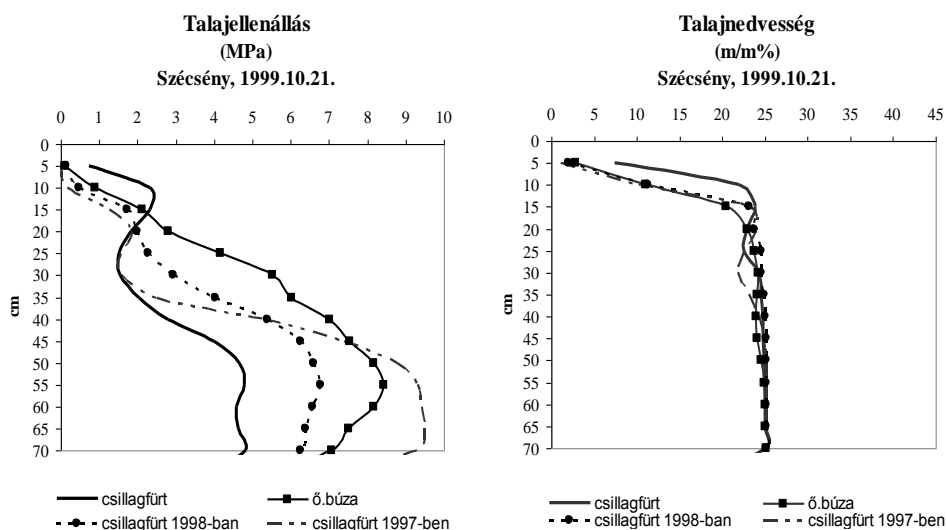 Talajellenállás
(MPa)
Szécsény, 1999.10.21.
0 1 2 3 4 5 6 7 8 9 10
0
5
10
15
20
25
30
35
40
45
50
55
60
65
70
cm
csillagfürt
ő.búza
csillagfürt 1998-ban
csillagfürt 1997-ben
Talajnedvesség
(m/m%)
Szécsény, 1999.10.21.
0 5 10 15 20 25 30 35 40 45
0
5
10
15
20
25
30
35
40
45
50
55
60
65
70
cm
csillagfürt
ő.búza
csillagfürt 1998-ban
csillagfürt 1997-ben